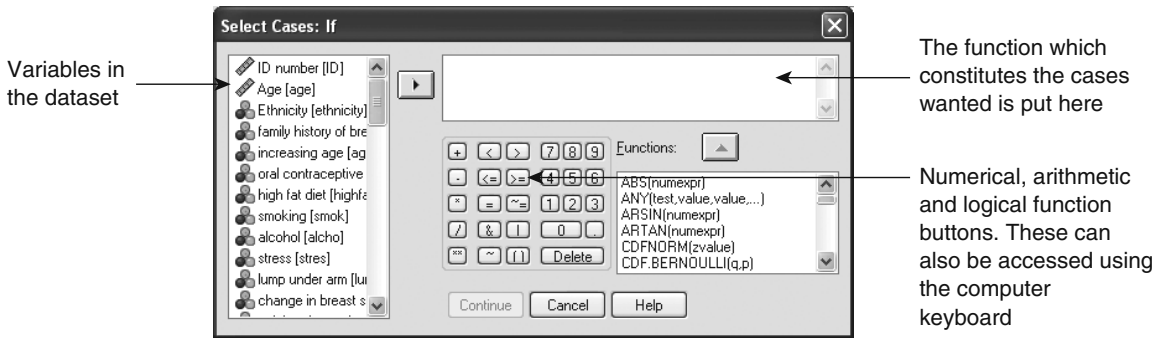 Select Cases: If
Variables in
the dataset
ID number [ID]
Age [age]
Ethnicity [ethnicity]
family history of bre
increasing age [ag
oral contraceptive
high fat diet [highfa
smoking [smok]
alcohol [alcho]
stress [stres]
lump under arm [lu
change in breast s
+ < > 7 8 9
- <= >= 4 5 6
* = ~= 1 2 3
/ & | 0 .
** ~ () Delete
Functions:
ABS(numexpr)
ANY(test,value,value,...)
ARSIN(numexpr)
ARTAN(numexpr)
CDFNORM(zvalue)
CDF.BERNOULLI(q,p)
Continue Cancel Help
The function which
constitutes the cases
wanted is put here
Numerical, arithmetic
and logical function
buttons. These can
also be accessed using
the computer
keyboard